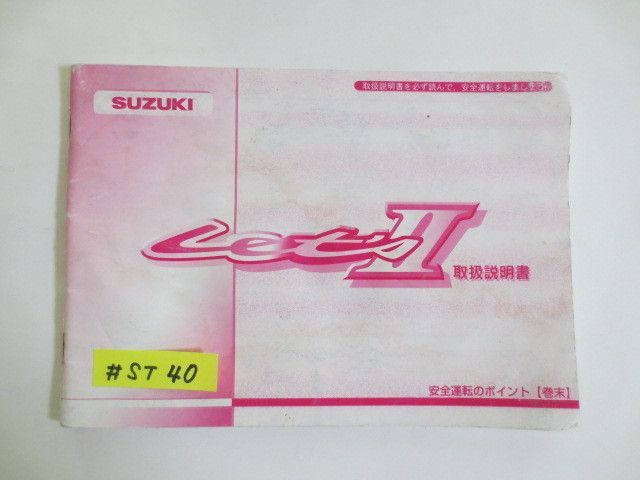 取扱説明書を必ず読んで、安全運転をしましょう。
SUZUKI
Let's II
取扱説明書
#ST 40
安全運転のポイント【巻末】